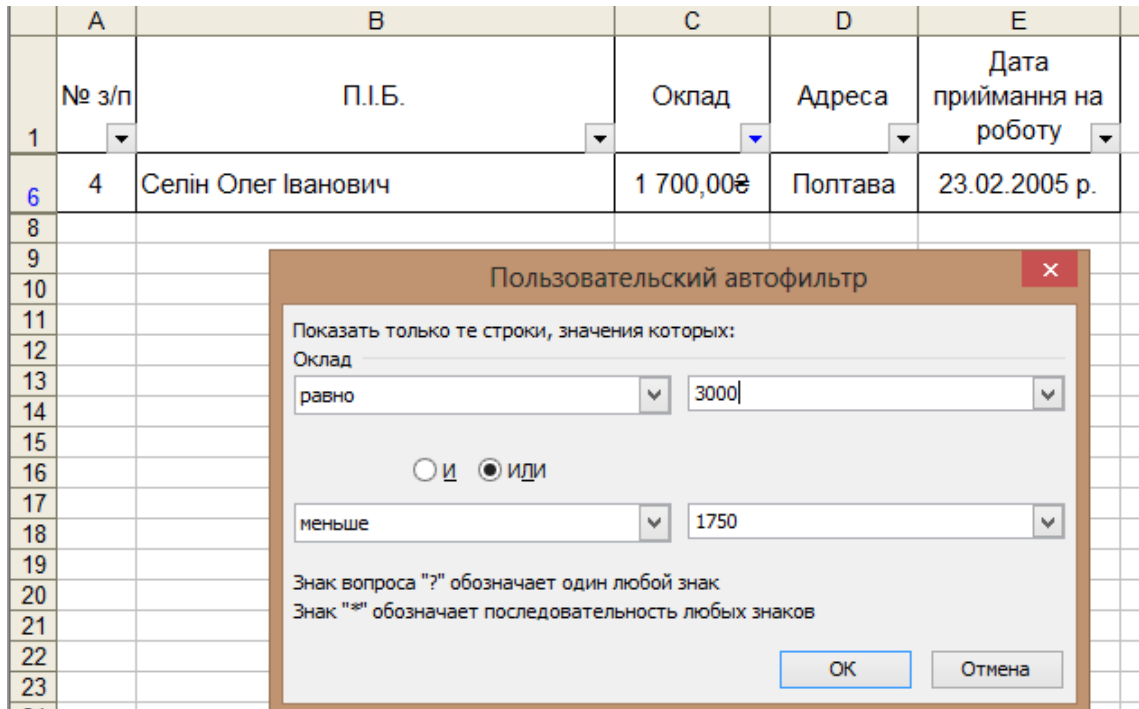 A B C D E
1 № з/п П.І.Б. Оклад Адреса Дата приймання на роботу
6 4 Селін Олег Іванович 1 700,00₴ Полтава 23.02.2005 р.
8
9
10
11
12
13
14
15
16
17
18
19
20
21
22
23
Пользовательский автофильтр
Показать только те строки, значения которых:
Оклад
равно 3000
И ИЛИ
меньше 1750
Знак вопроса "?" обозначает один любой знак
Знак "*" обозначает последовательность любых знаков
ОК Отмена